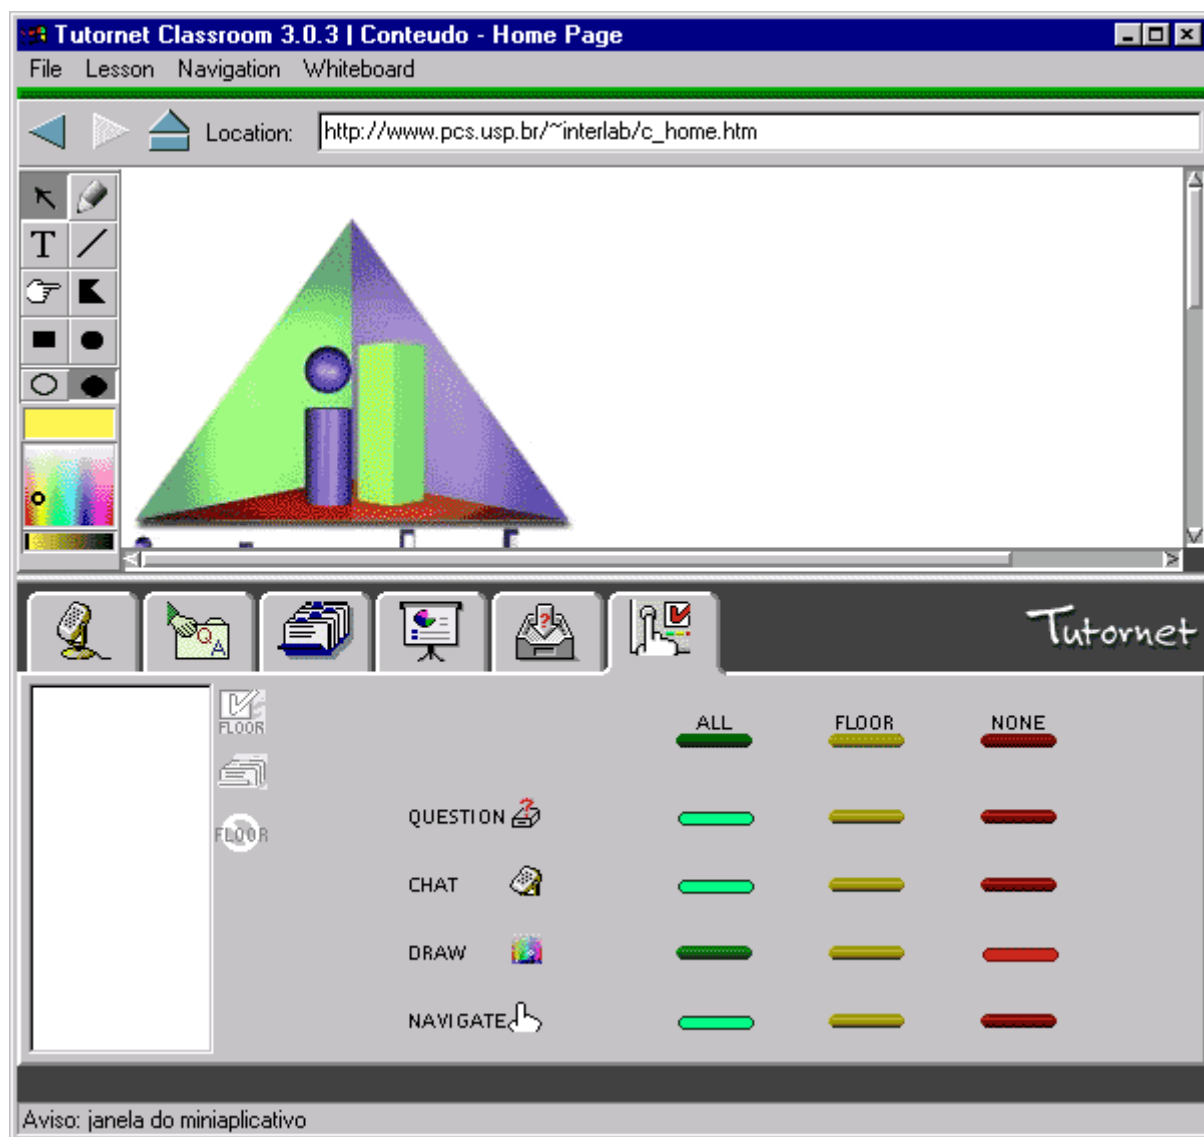 Tutornet Classroom 3.0.3 | Conteudo - Home Page
File Lesson Navigation Whiteboard
Location: http://www.pcs.usp.br/~interlab/c_home.htm
T
Q A ?
Tutornet
FLOOR
ALL FLOOR NONE
QUESTION ?
FLOOR
CHAT
DRAW
NAVIGATE
Aviso: janela do miniaplicativo